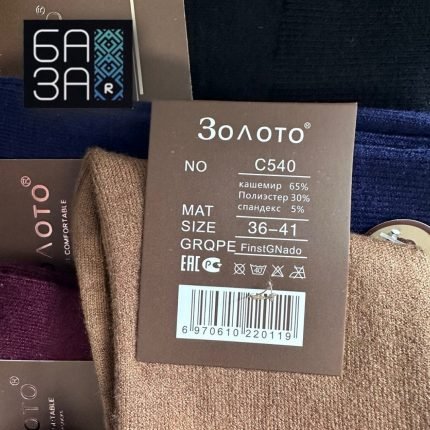 БА
ЗА R
ЗОЛОТО®
NO C540
кашемир 65%
Полиэстер 30%
MAT спандекс 5%
SIZE 36-41
GRQPE FinstGNado
EAC PC
6 970610 220119
ЛОТО®
COMFORTABLE
ОТО®